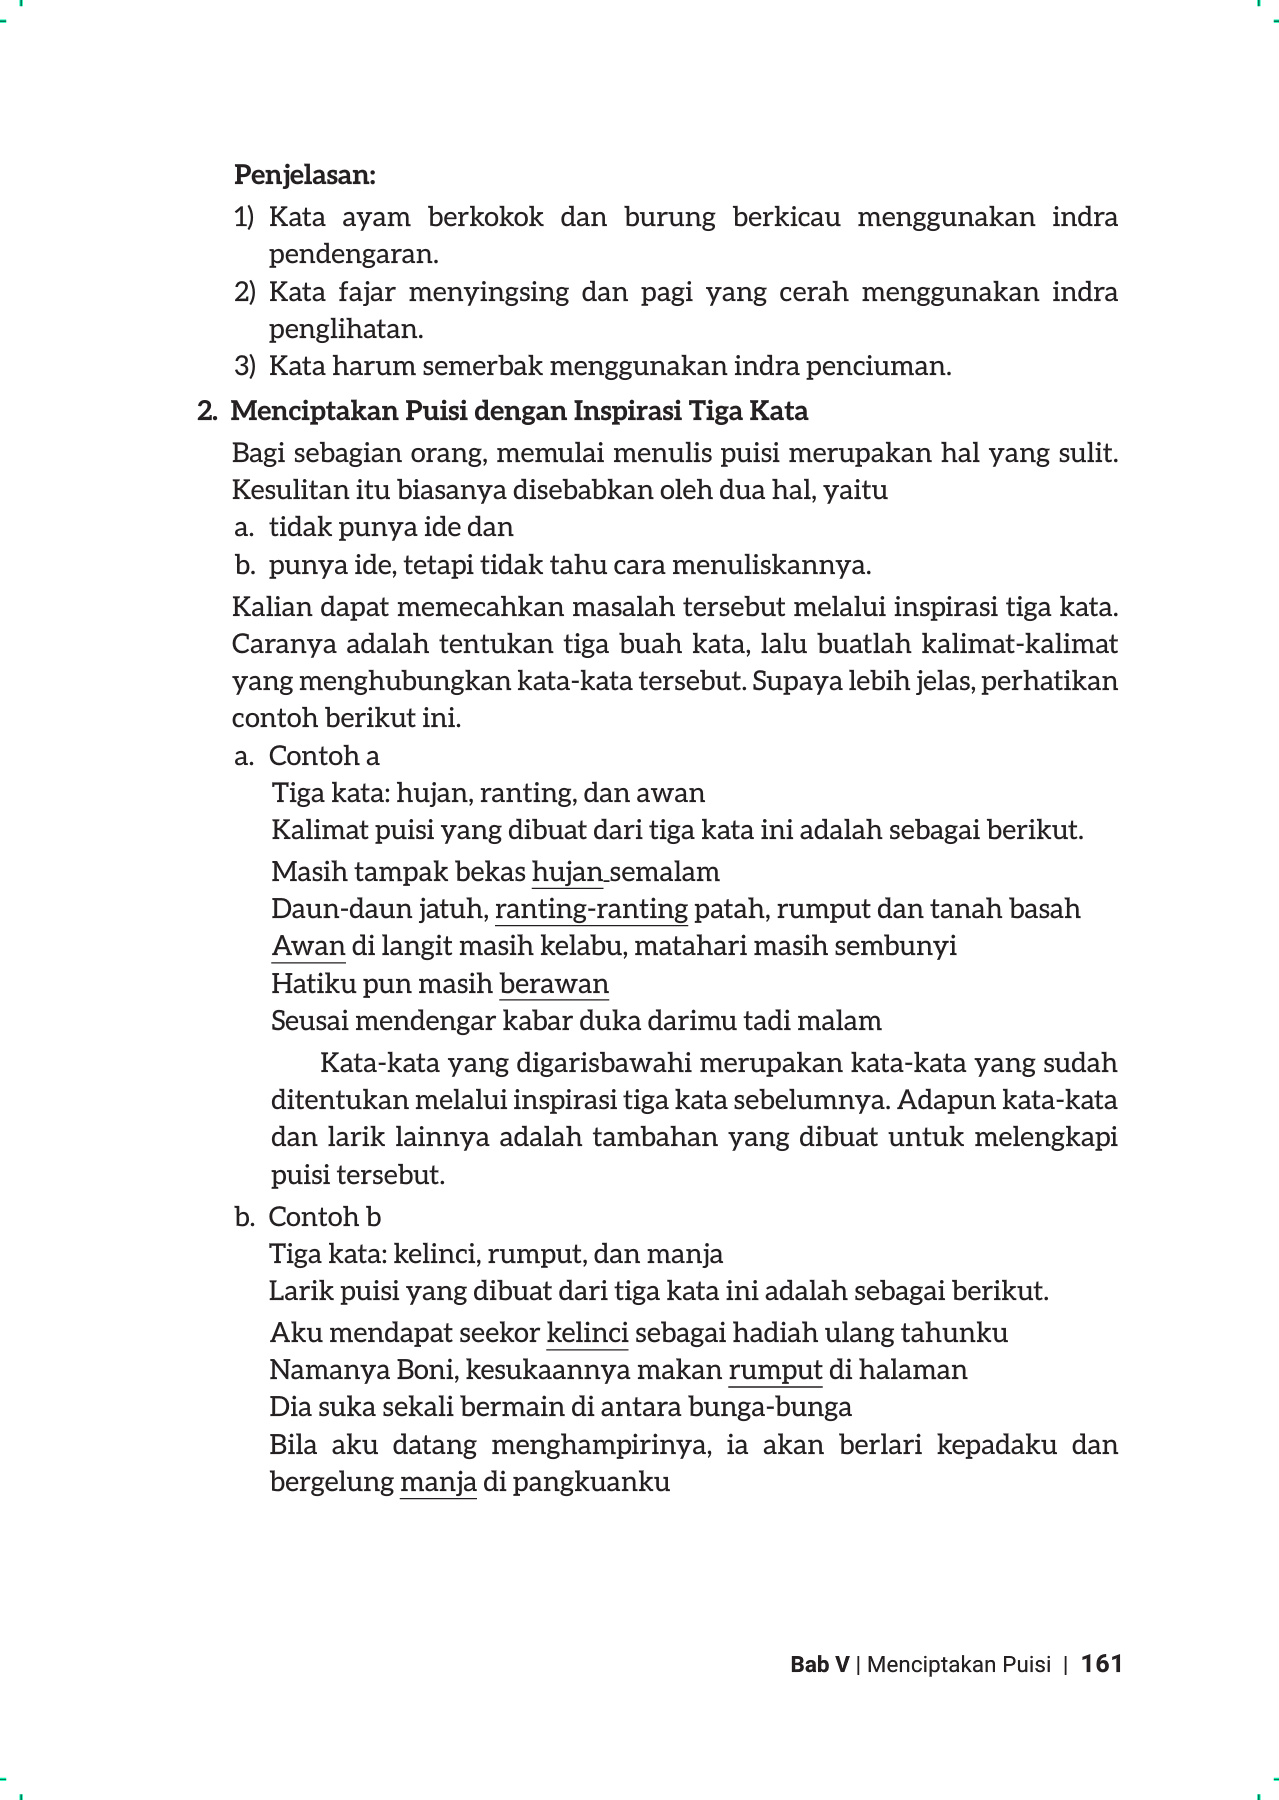 Penjelasan:
1) Kata ayam berkokok dan burung berkicau menggunakan indra
pendengaran.
2) Kata fajar menyingsing dan pagi yang cerah menggunakan indra
penglihatan.
3) Kata harum semerbak menggunakan indra penciuman.
2. Menciptakan Puisi dengan Inspirasi Tiga Kata
Bagi sebagian orang, memulai menulis puisi merupakan hal yang sulit.
Kesulitan itu biasanya disebabkan oleh dua hal, yaitu
a. tidak punya ide dan
b. punya ide, tetapi tidak tahu cara menuliskannya.
Kalian dapat memecahkan masalah tersebut melalui inspirasi tiga kata.
Caranya adalah tentukan tiga buah kata, lalu buatlah kalimat-kalimat
yang menghubungkan kata-kata tersebut. Supaya lebih jelas, perhatikan
contoh berikut ini.
a. Contoh a
Tiga kata: hujan, ranting, dan awan
Kalimat puisi yang dibuat dari tiga kata ini adalah sebagai berikut.
Masih tampak bekas hujan semalam
Daun-daun jatuh, ranting-ranting patah, rumput dan tanah basah
Awan di langit masih kelabu, matahari masih sembunyi
Hatiku pun masih berawan
Seusai mendengar kabar duka darimu tadi malam
Kata-kata yang digarisbawahi merupakan kata-kata yang sudah
ditentukan melalui inspirasi tiga kata sebelumnya. Adapun kata-kata
dan larik lainnya adalah tambahan yang dibuat untuk melengkapi
puisi tersebut.
b. Contoh b
Tiga kata: kelinci, rumput, dan manja
Larik puisi yang dibuat dari tiga kata ini adalah sebagai berikut.
Aku mendapat seekor kelinci sebagai hadiah ulang tahunku
Namanya Boni, kesukaannya makan rumput di halaman
Dia suka sekali bermain di antara bunga-bunga
Bila aku datang menghampirinya, ia akan berlari kepadaku dan
bergelung manja di pangkuanku
Bab V | Menciptakan Puisi | 161